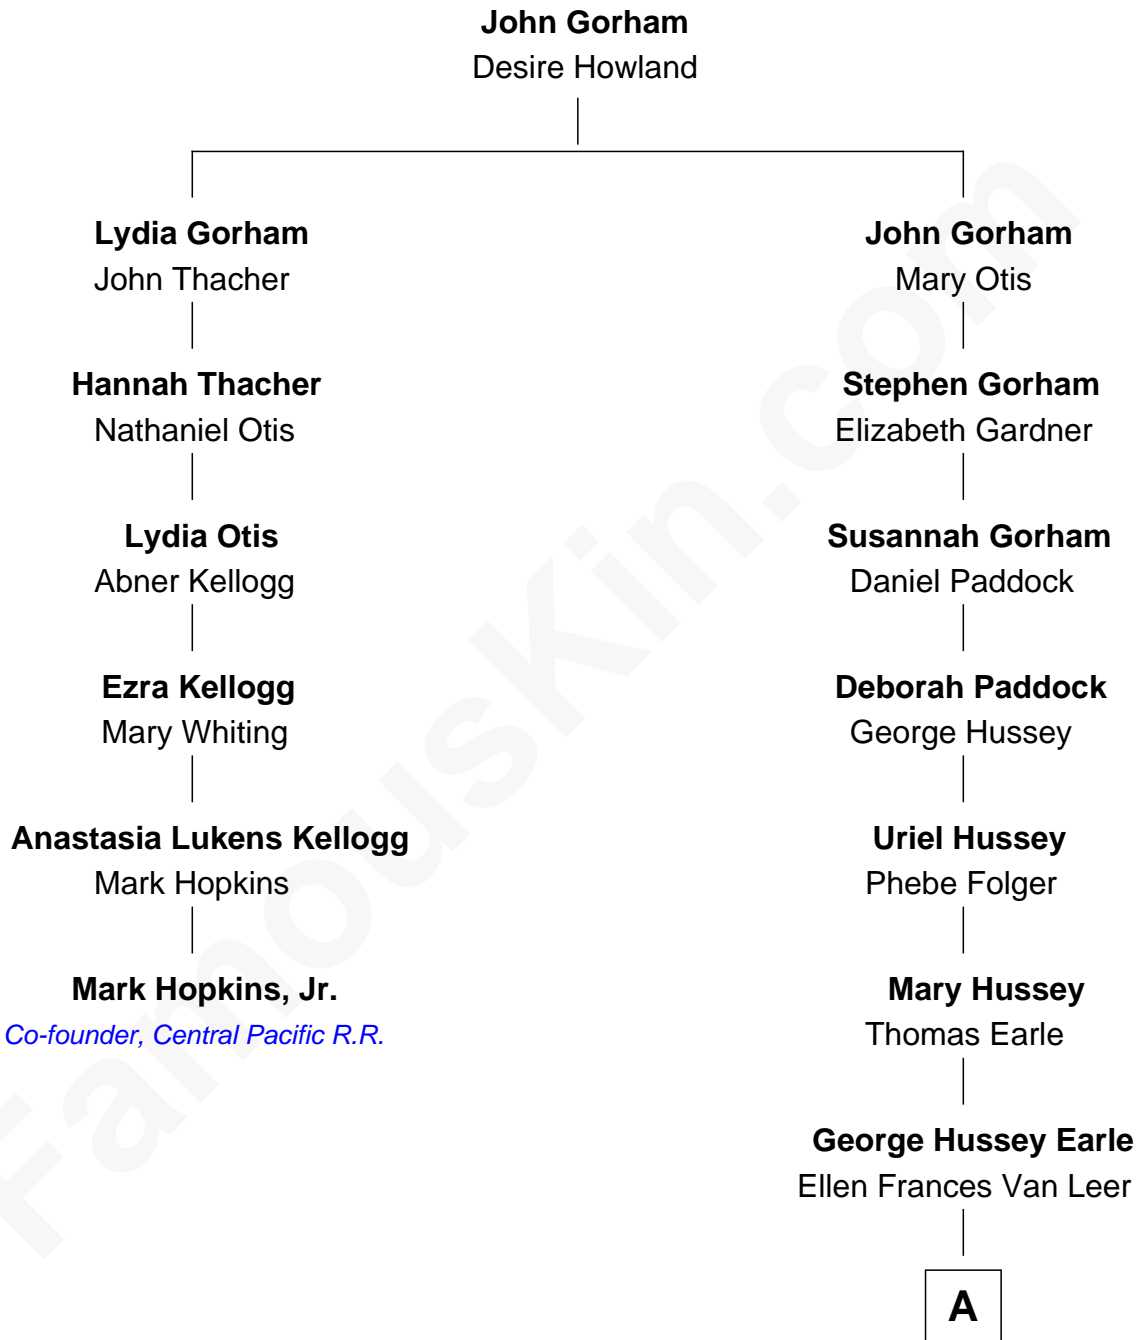 John Gorham
Desire Howland
Lydia Gorham
John Thacher
John Gorham
Mary Otis
Hannah Thacher
Nathaniel Otis
Stephen Gorham
Elizabeth Gardner
Lydia Otis
Abner Kellogg
Susannah Gorham
Daniel Paddock
Ezra Kellogg
Mary Whiting
Deborah Paddock
George Hussey
Anastasia Lukens Kellogg
Mark Hopkins
Uriel Hussey
Phebe Folger
Mark Hopkins, Jr.
Co-founder, Central Pacific R.R.
Mary Hussey
Thomas Earle
George Hussey Earle
Ellen Frances Van Leer
A
FamousKin.com